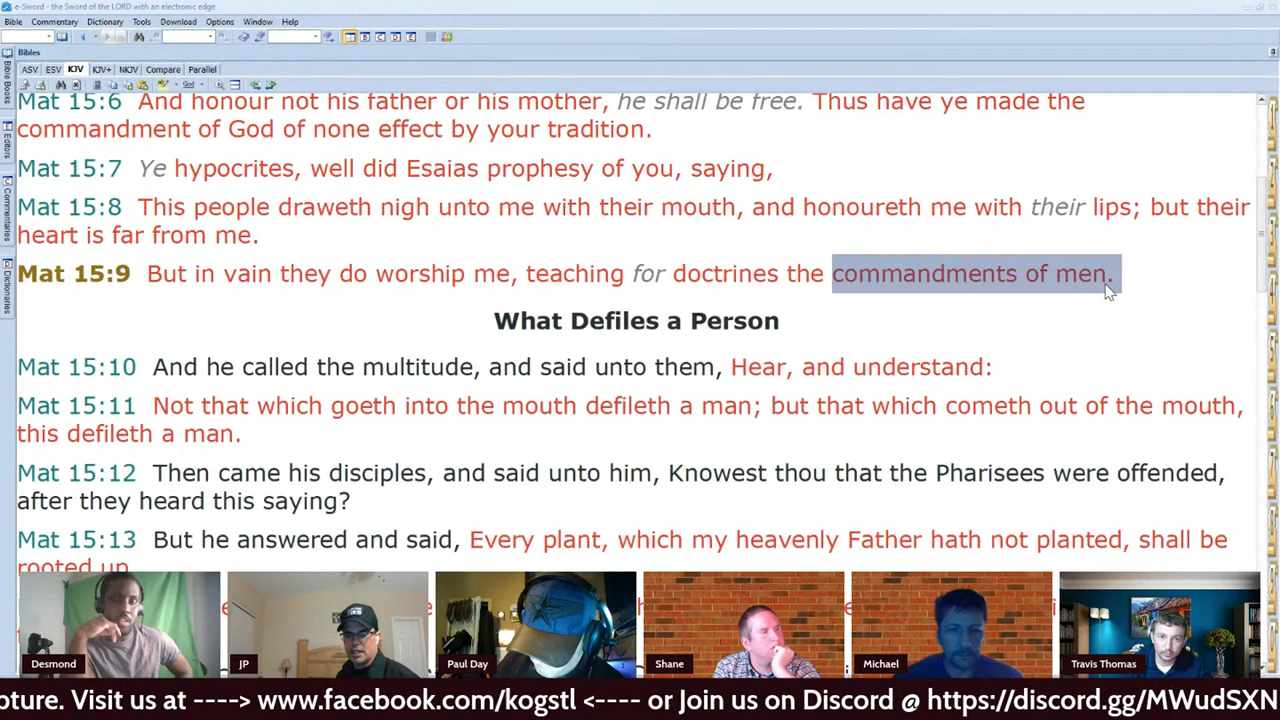 e-Sword - the Sword of the LORD with an electronic edge
Bible Commentary Dictionary Tools Download Options Window Help
Bibles
ASV ESV KJV KJV+ NKJV Compare Parallel
Bible Books
Editors
Commentaries
Dictionaries
Mat 15:6 And honour not his father or his mother, he shall be free. Thus have ye made the
commandment of God of none effect by your tradition.
Mat 15:7 Ye hypocrites, well did Esaias prophesy of you, saying,
Mat 15:8 This people draweth nigh unto me with their mouth, and honoureth me with their lips; but their
heart is far from me.
Mat 15:9 But in vain they do worship me, teaching for doctrines the commandments of men.
What Defiles a Person
Mat 15:10 And he called the multitude, and said unto them, Hear, and understand:
Mat 15:11 Not that which goeth into the mouth defileth a man; but that which cometh out of the mouth,
this defileth a man.
Mat 15:12 Then came his disciples, and said unto him, Knowest thou that the Pharisees were offended,
after they heard this saying?
Mat 15:13 But he answered and said, Every plant, which my heavenly Father hath not planted, shall be
rooted up
Desmond
JP
Paul Day
Shane
Michael
Travis Thomas
pture. Visit us at ----> www.facebook.com/kogstl <---- or Join us on Discord @ https://discord.gg/MWudSXN